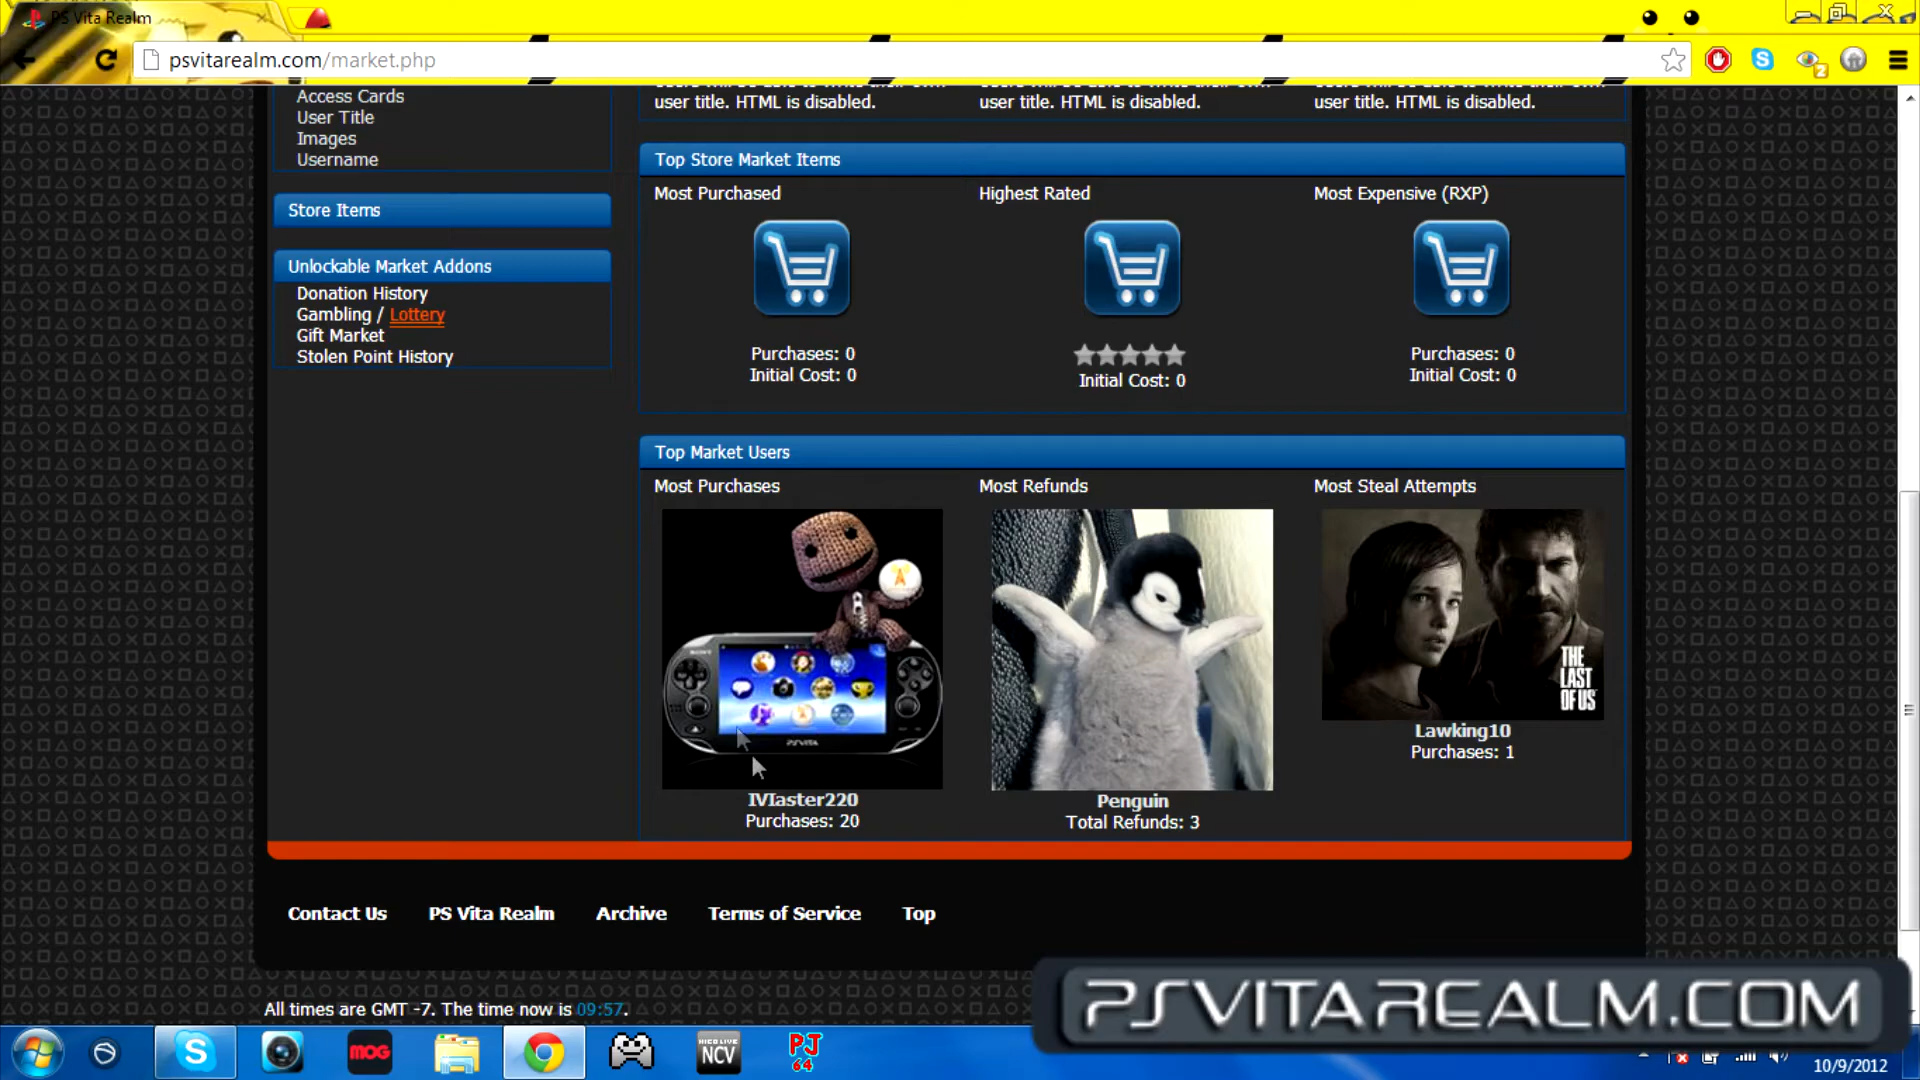 PS Vita Realm
psvitarealm.com/market.php
Access Cards
User Title
Images
Username
Store Items
Unlockable Market Addons
Donation History
Gambling / Lottery
Gift Market
Stolen Point History
user title. HTML is disabled.
user title. HTML is disabled.
user title. HTML is disabled.
Top Store Market Items
Most Purchased
Highest Rated
Most Expensive (RXP)
Purchases: 0
Initial Cost: 0
Initial Cost: 0
Purchases: 0
Initial Cost: 0
Top Market Users
Most Purchases
Most Refunds
Most Steal Attempts
SONY
PSVITA
THE
LAST
OF US
IVIaster220
Purchases: 20
Penguin
Total Refunds: 3
Lawking10
Purchases: 1
Contact Us
PS Vita Realm
Archive
Terms of Service
Top
All times are GMT -7. The time now is 09:57.
PSVITAREALM.COM
MOG
NICO LIVE
NCV
PJ
64
10/9/2012